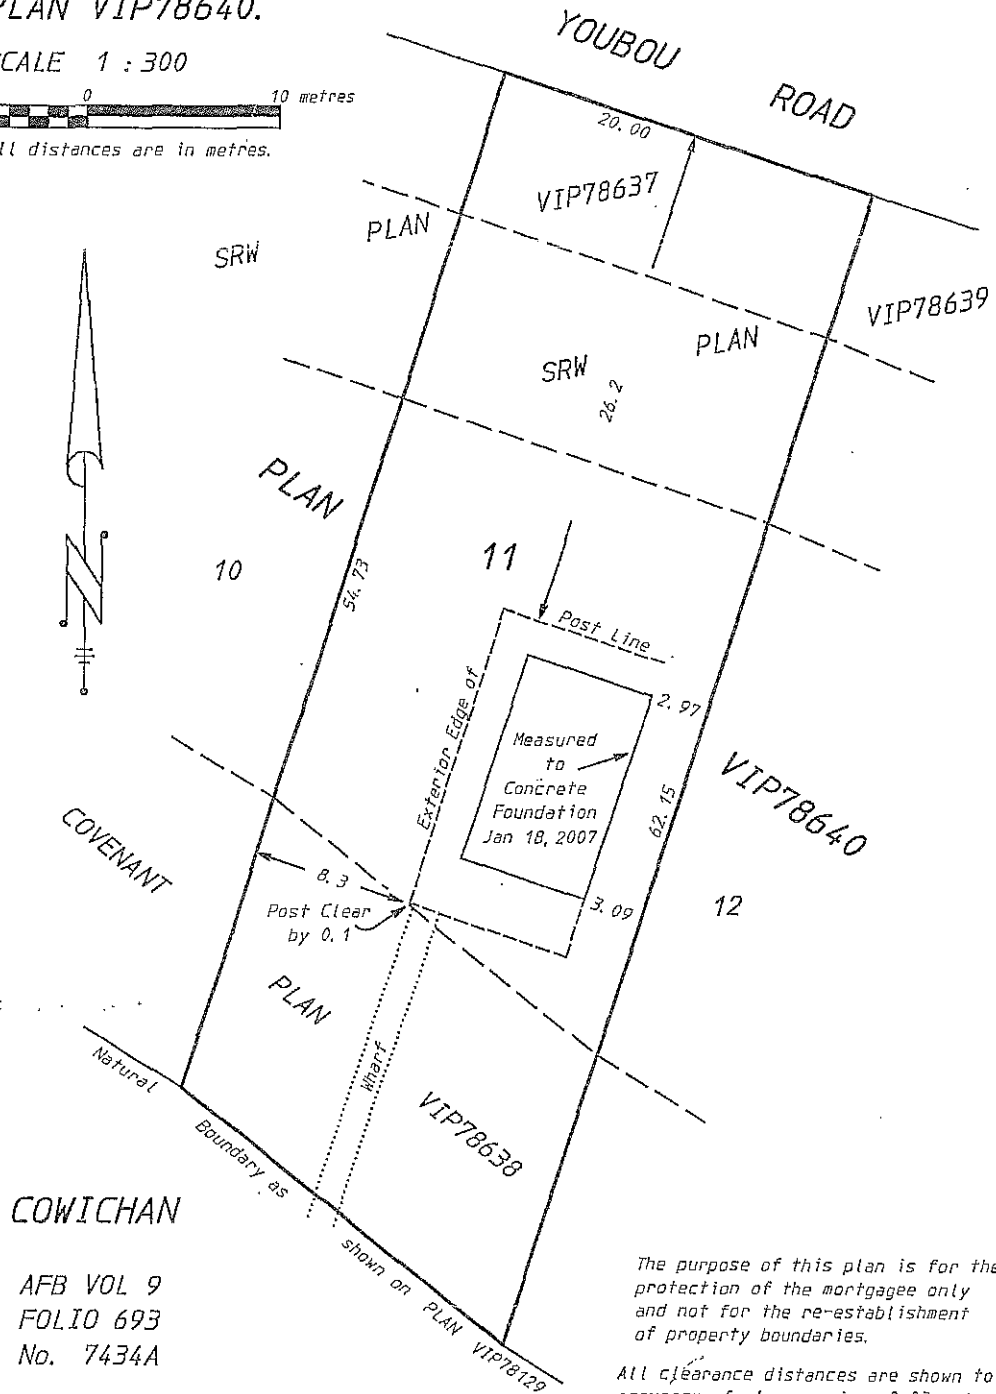 PLAN VIP78640.
SCALE 1 : 300
0
10 metres
All distances are in metres.
YOUBOU ROAD
20.00
VIP78637
PLAN
SRW
VIP78639
PLAN
SRW
26.2
PLAN
10
11
54.73
Post Line
Exterior Edge of
2.97
Measured
to
Concrete
Foundation
Jan 18, 2007
62.15
VIP78640
COVENANT
8.3
Post Clear
by 0.1
3.09
12
PLAN
N
Wharf
VIP78638
Natural Boundary as shown on PLAN VIP78129
COWICHAN
AFB VOL 9
FOLIO 693
No. 7434A
The purpose of this plan is for the
protection of the mortgagee only
and not for the re-establishment
of property boundaries.
All clearance distances are shown to